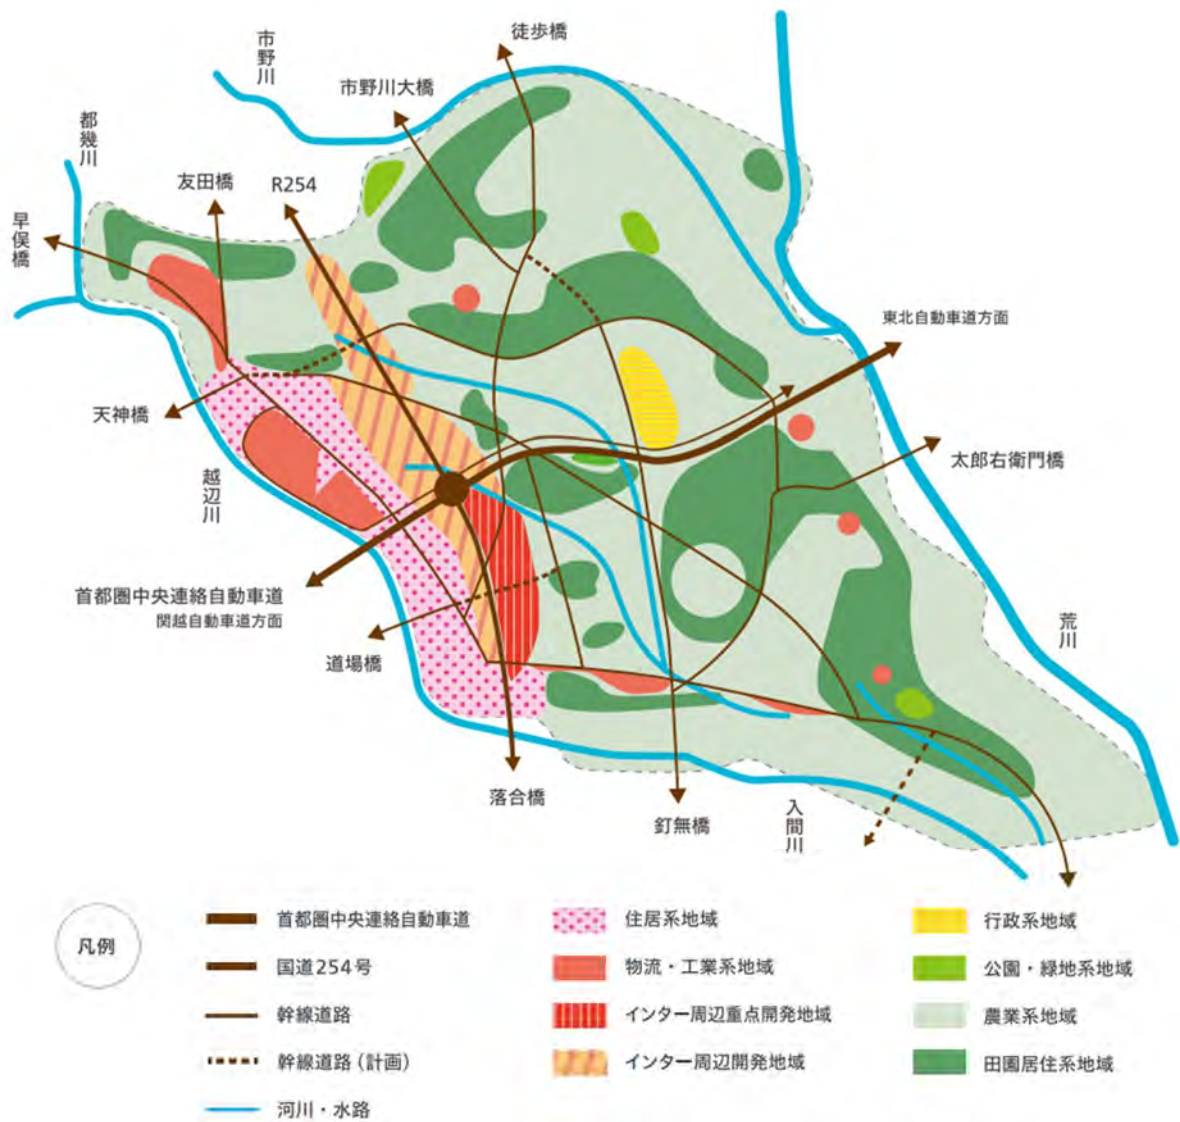 徒歩橋
市野川
市野川大橋
都幾川
友田橋
R254
早俣橋
東北自動車道方面
天神橋
太郎右衛門橋
越辺川
首都圏中央連絡自動車道
関越自動車道方面
荒川
道場橋
落合橋
釘無橋
入間川
凡例
首都圏中央連絡自動車道
国道254号
幹線道路
幹線道路（計画）
河川・水路
住居系地域
物流・工業系地域
インター周辺重点開発地域
インター周辺開発地域
行政系地域
公園・緑地系地域
農業系地域
田園居住系地域